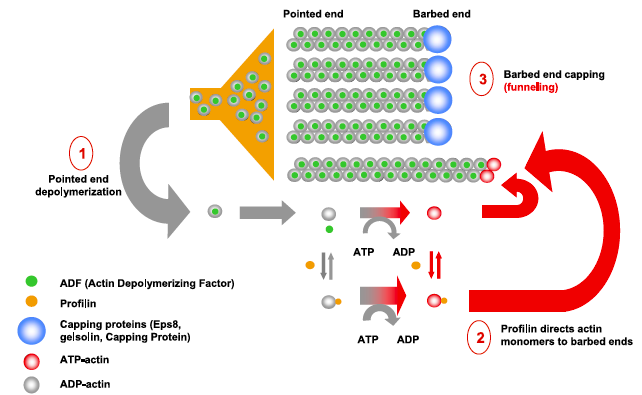 Pointed end
Barbed end
3
Barbed end capping
(funnelling)
1
Pointed end
depolymerization
ATP
ADP
ADF (Actin Depolymerizing Factor)
Profilin
Capping proteins (Eps8,
gelsolin, Capping Protein)
ATP-actin
ADP-actin
ATP
ADP
2
Profilin directs actin
monomers to barbed ends